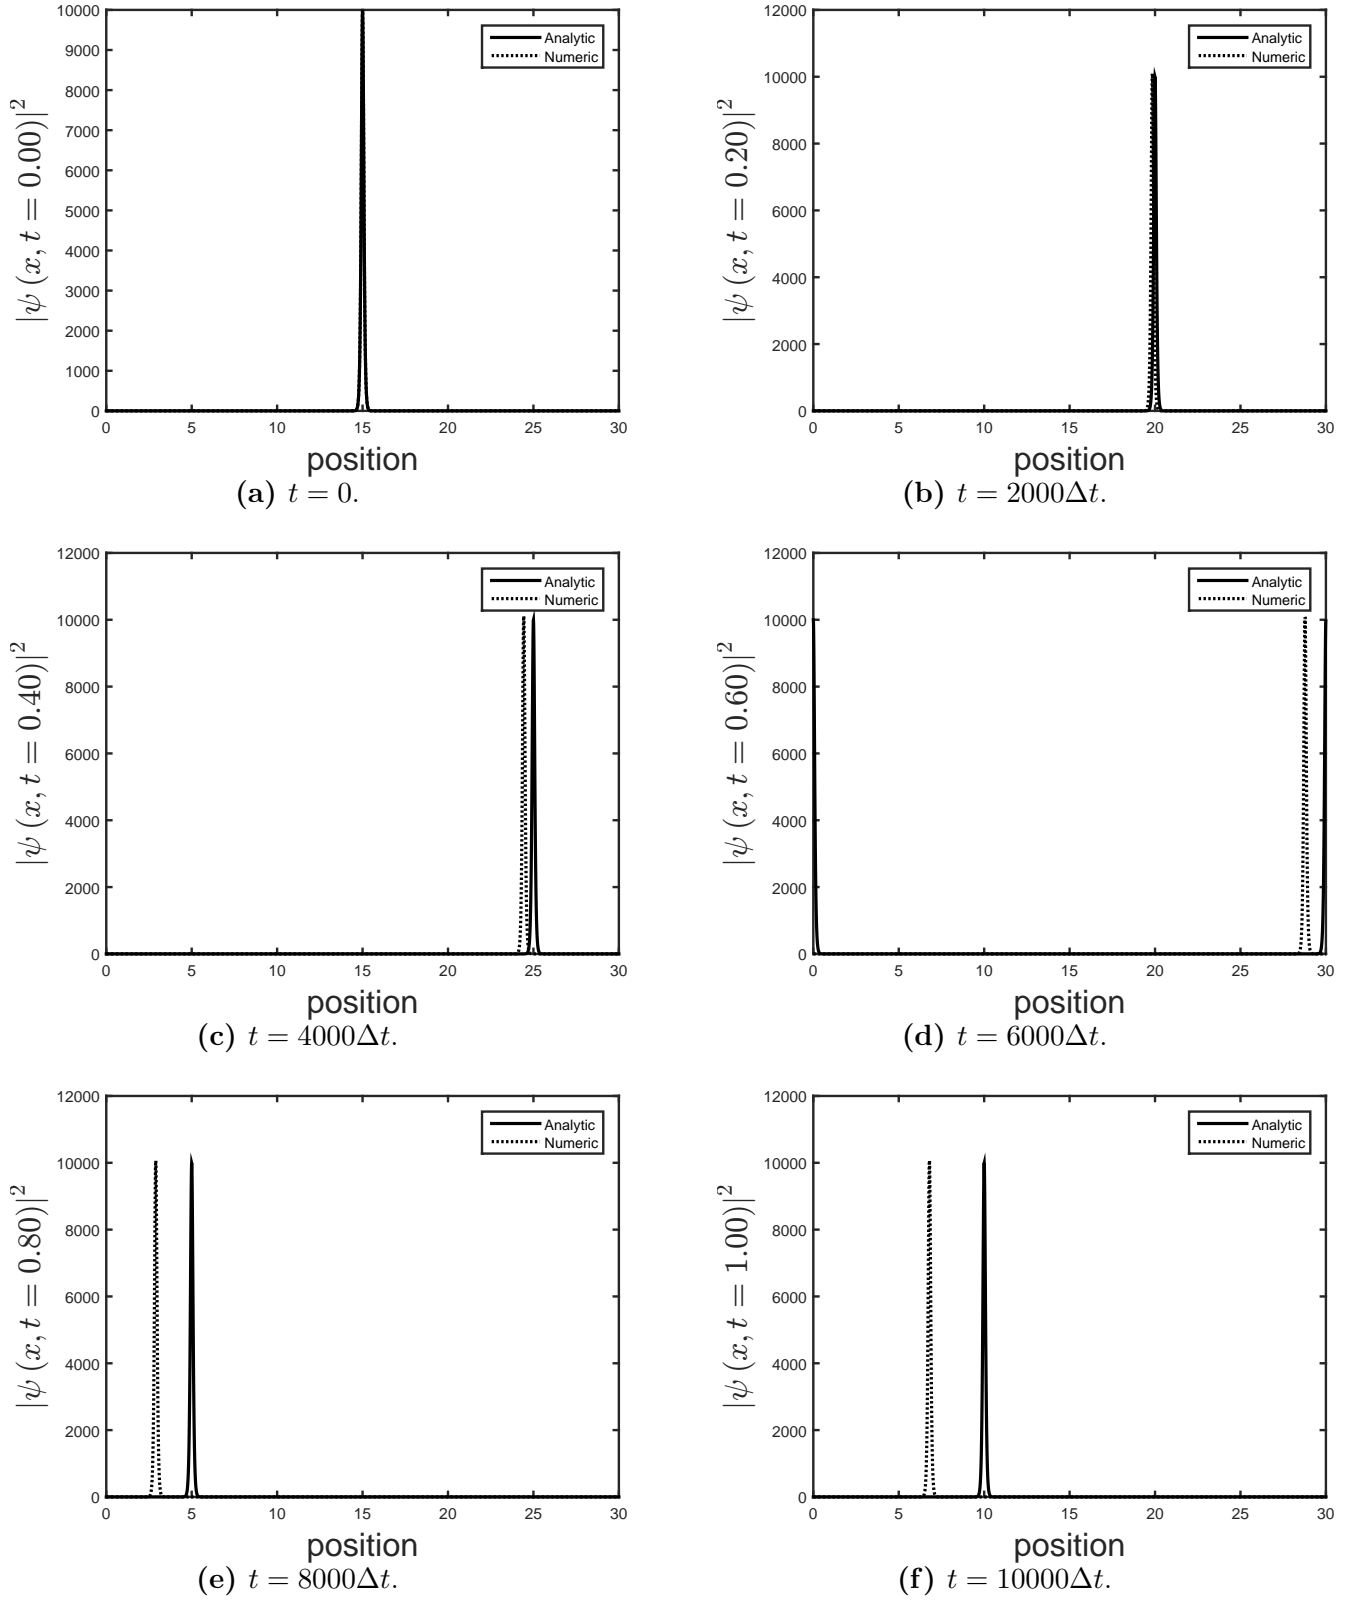 |ψ (x, t = 0.00)|²
10000
9000
8000
7000
6000
5000
4000
3000
2000
1000
0
Analytic
Numeric
0 5 10 15 20 25 30
position
(a) t = 0.
|ψ (x, t = 0.20)|²
12000
10000
8000
6000
4000
2000
0
Analytic
Numeric
0 5 10 15 20 25 30
position
(b) t = 2000Δt.
|ψ (x, t = 0.40)|²
12000
10000
8000
6000
4000
2000
0
Analytic
Numeric
0 5 10 15 20 25 30
position
(c) t = 4000Δt.
|ψ (x, t = 0.60)|²
12000
10000
8000
6000
4000
2000
0
Analytic
Numeric
0 5 10 15 20 25 30
position
(d) t = 6000Δt.
|ψ (x, t = 0.80)|²
12000
10000
8000
6000
4000
2000
0
Analytic
Numeric
0 5 10 15 20 25 30
position
(e) t = 8000Δt.
|ψ (x, t = 1.00)|²
12000
10000
8000
6000
4000
2000
0
Analytic
Numeric
0 5 10 15 20 25 30
position
(f) t = 10000Δt.